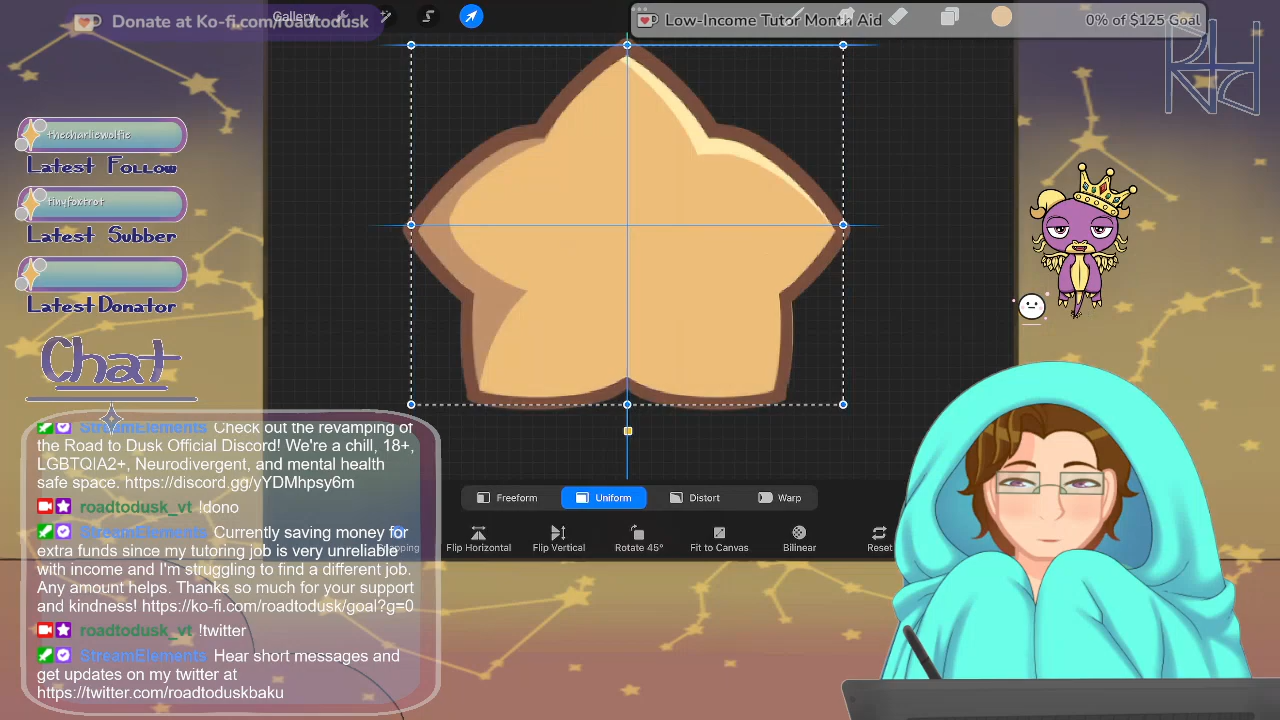 Donate at Ko-fi.com/roadtodusk
Gallery
Low-Income Tutor Month Aid
0% of $125 Goal
thecharliewolfie
Latest Follow
tinyfoxtrot
Latest Subber
Latest Donator
Chat
StreamElements Check out the revamping of
the Road to Dusk Official Discord! We're a chill, 18+,
LGBTQIA2+, Neurodivergent, and mental health
safe space. https://discord.gg/yYDMhpsy6m
roadtodusk_vt !dono
StreamElements Currently saving money for
extra funds since my tutoring job is very unreliable
with income and I'm struggling to find a different job.
Any amount helps. Thanks so much for your support
and kindness! https://ko-fi.com/roadtodusk/goal?g=0
roadtodusk_vt !twitter
StreamElements Hear short messages and
get updates on my twitter at
https://twitter.com/roadtoduskbaku
Freeform
Uniform
Distort
Warp
Flip Horizontal
Flip Vertical
Rotate 45°
Fit to Canvas
Bilinear
Reset